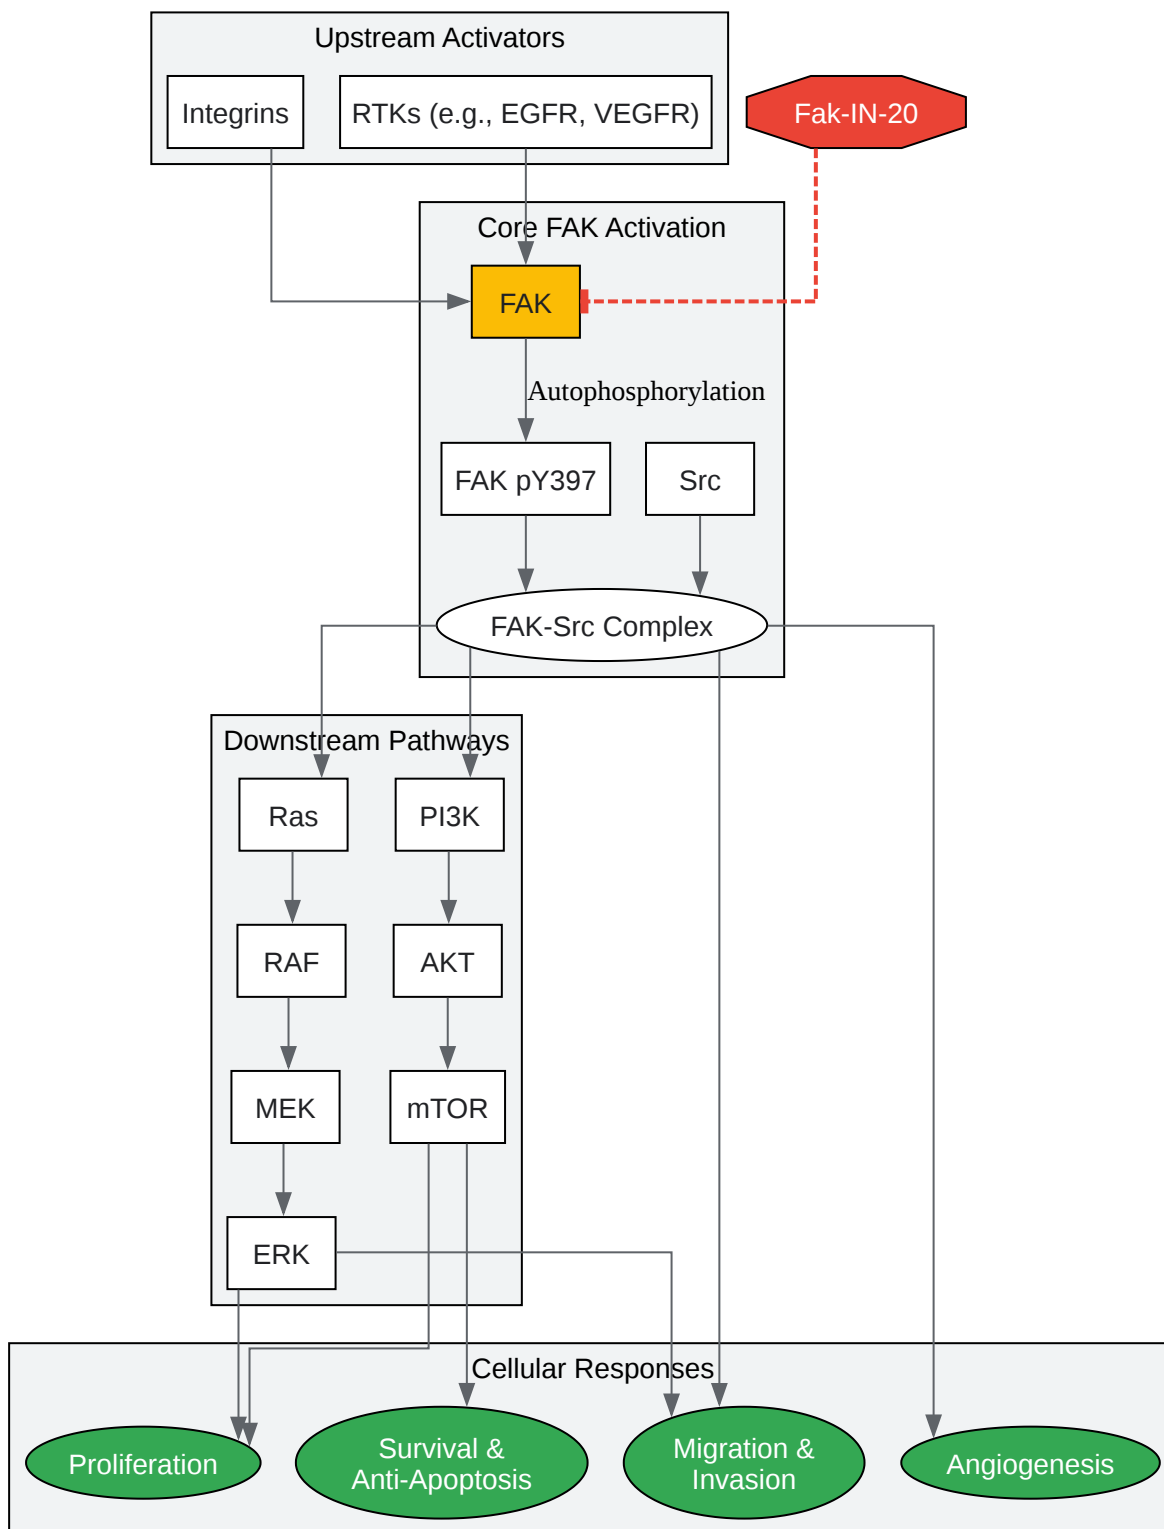 Upstream Activators
Integrins
RTKs (e.g., EGFR, VEGFR)
Fak-IN-20
Core FAK Activation
FAK
Autophosphorylation
FAK pY397
Src
FAK-Src Complex
Downstream Pathways
Ras
PI3K
RAF
AKT
MEK
mTOR
ERK
Cellular Responses
Proliferation
Survival &
Anti-Apoptosis
Migration &
Invasion
Angiogenesis